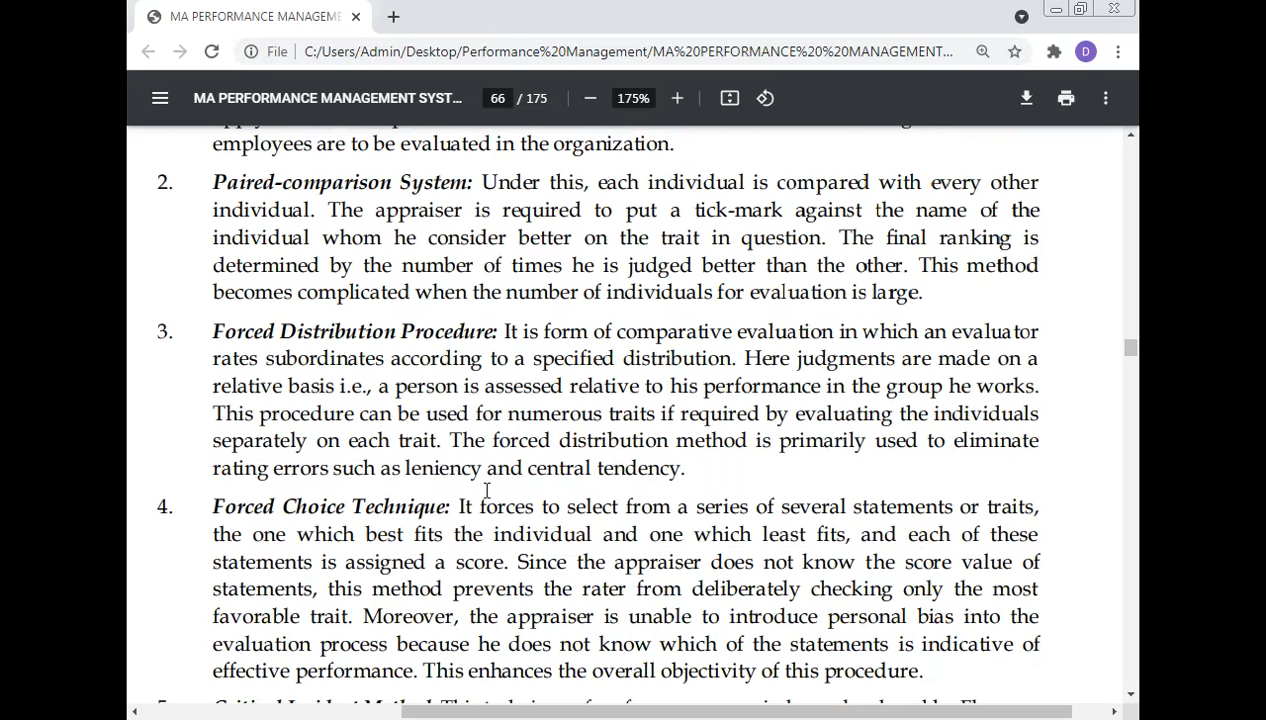 MA PERFORMANCE MANAGEME
File C:/Users/Admin/Desktop/Performance%20Management/MA%20PERFORMANCE%20%20MANAGEMENT... D
MA PERFORMANCE MANAGEMENT SYST... 66 / 175 175%
employees are to be evaluated in the organization.
2. Paired-comparison System: Under this, each individual is compared with every other
individual. The appraiser is required to put a tick-mark against the name of the
individual whom he consider better on the trait in question. The final ranking is
determined by the number of times he is judged better than the other. This method
becomes complicated when the number of individuals for evaluation is large.
3. Forced Distribution Procedure: It is form of comparative evaluation in which an evaluator
rates subordinates according to a specified distribution. Here judgments are made on a
relative basis i.e., a person is assessed relative to his performance in the group he works.
This procedure can be used for numerous traits if required by evaluating the individuals
separately on each trait. The forced distribution method is primarily used to eliminate
rating errors such as leniency and central tendency.
4. Forced Choice Technique: It forces to select from a series of several statements or traits,
the one which best fits the individual and one which least fits, and each of these
statements is assigned a score. Since the appraiser does not know the score value of
statements, this method prevents the rater from deliberately checking only the most
favorable trait. Moreover, the appraiser is unable to introduce personal bias into the
evaluation process because he does not know which of the statements is indicative of
effective performance. This enhances the overall objectivity of this procedure.